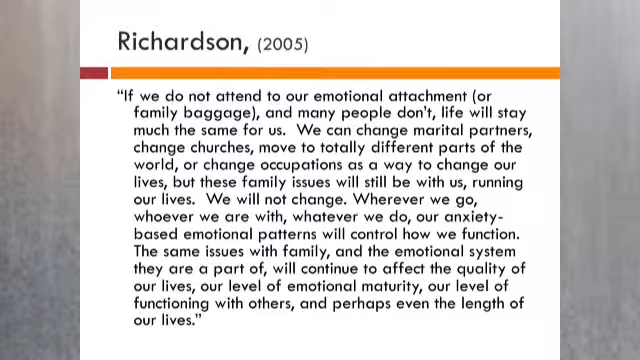 Richardson, (2005)
“If we do not attend to our emotional attachment (or
family baggage), and many people don't, life will stay
much the same for us.  We can change marital partners,
change churches, move to totally different parts of the
world, or change occupations as a way to change our
lives, but these family issues will still be with us, running
our lives.  We will not change. Wherever we go,
whoever we are with, whatever we do, our anxiety-
based emotional patterns will control how we function.
The same issues with family, and the emotional system
they are a part of, will continue to affect the quality of
our lives, our level of emotional maturity, our level of
functioning with others, and perhaps even the length of
our lives.”